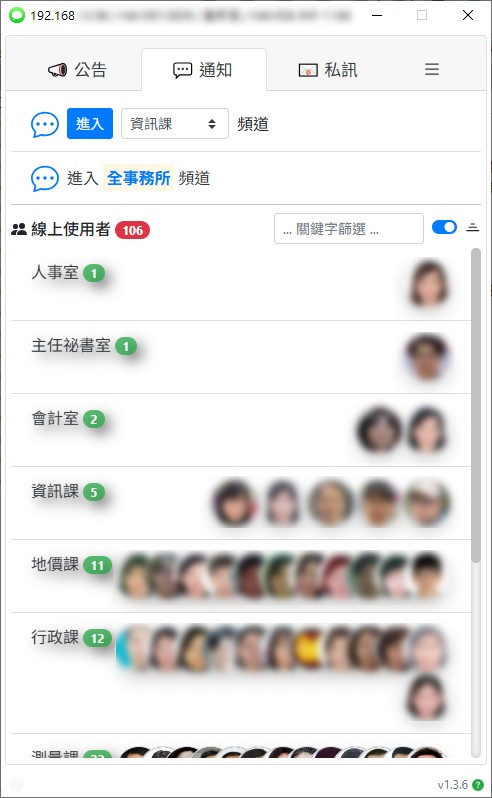 192.168
公告 通知 私訊
進入 資訊課 頻道
進入 全事務所 頻道
線上使用者 106 ... 關鍵字篩選 ...
人事室 1
主任祕書室 1
會計室 2
資訊課 5
地價課 11
行政課 12
測量課 22
v1.3.6 ?